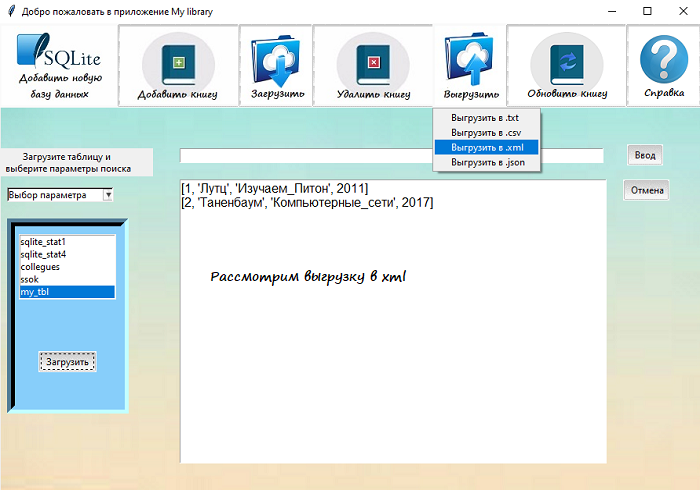 Добро пожаловать в приложение My library
SQLite
Добавить новую
базу данных
Добавить книгу
Загрузить
Удалить книгу
Выгрузить
Обновить книгу
Справка
Выгрузить в .txt
Выгрузить в .csv
Выгрузить в .xml
Выгрузить в .json
Загрузите таблицу и
выберите параметры поиска
Ввод
Выбор параметра
Отмена
[1, 'Лутц', 'Изучаем_Питон', 2011]
[2, 'Таненбаум', 'Компьютерные_сети', 2017]
sqlite_stat1
sqlite_stat4
collegues
ssok
my_tbl
Рассмотрим выгрузку в xml
Загрузить